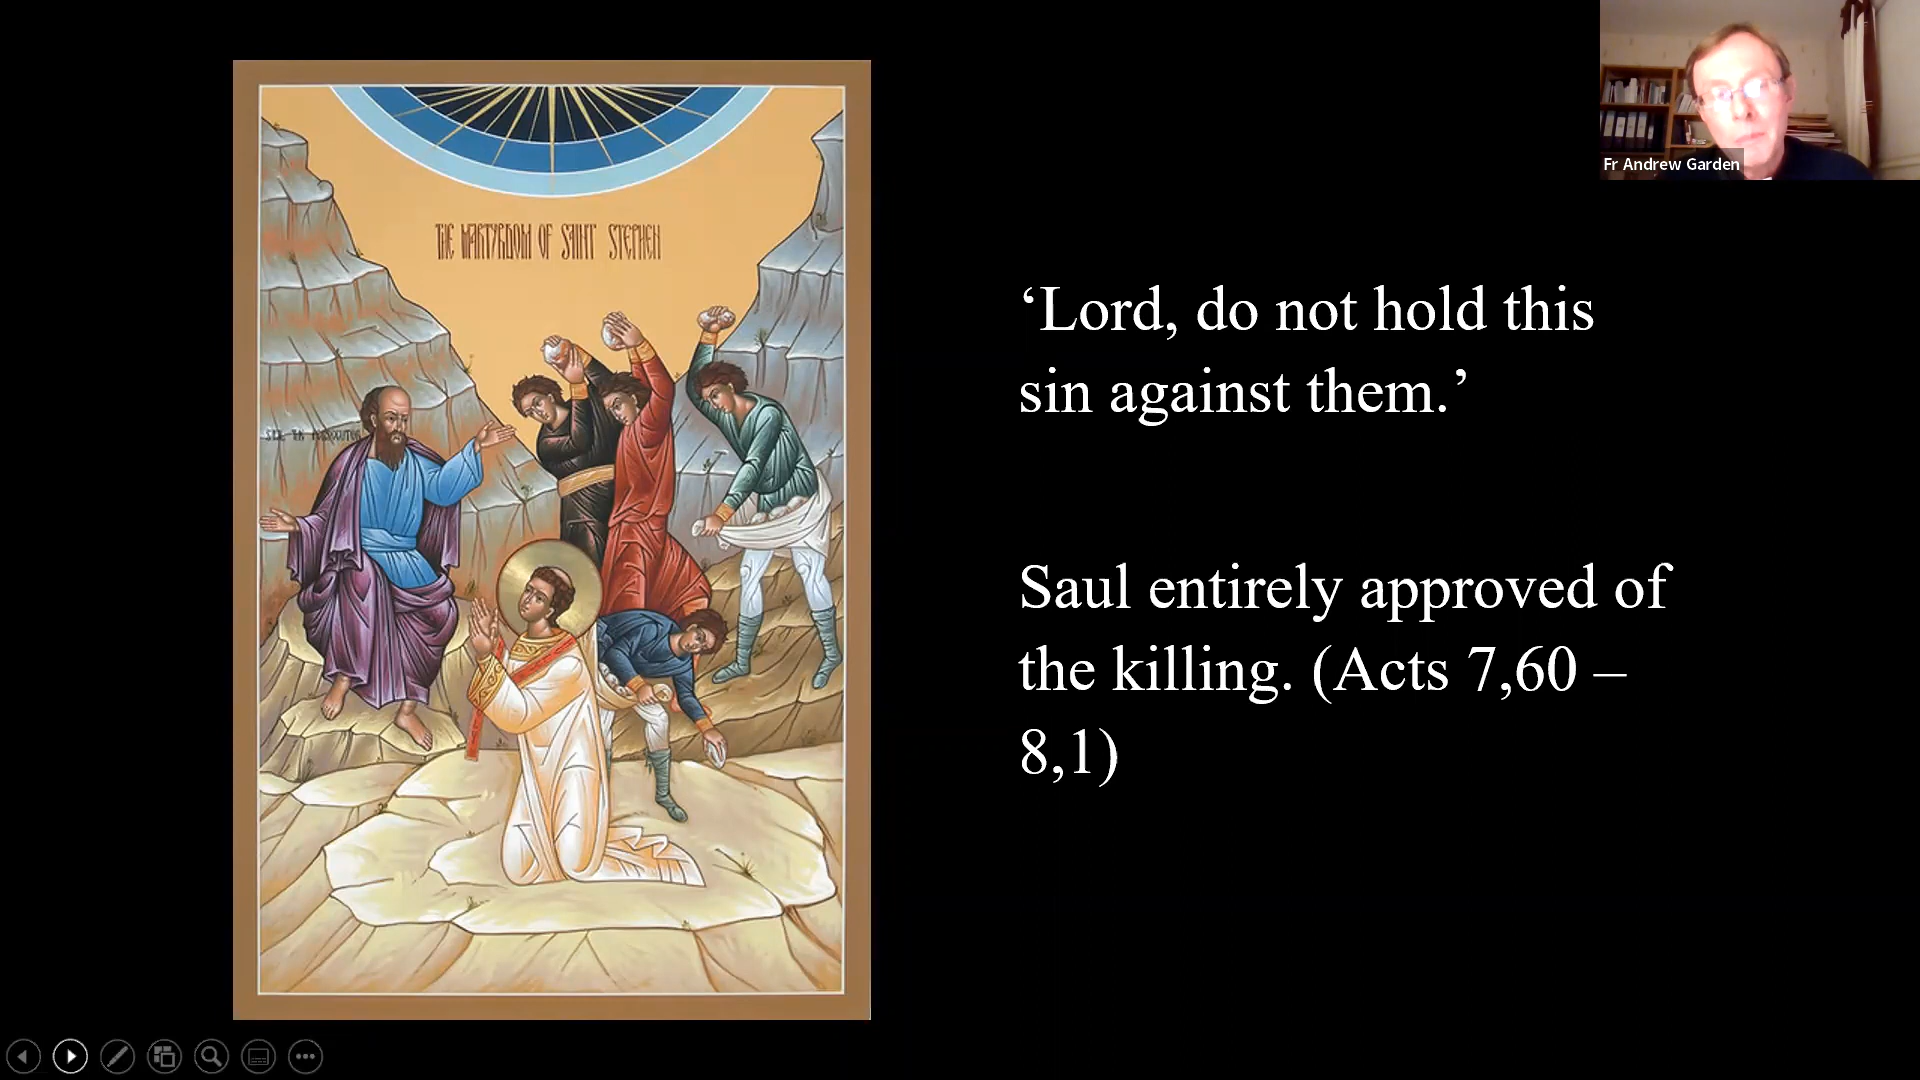 THE MARTYRDOM OF SAINT STEPHEN
‘Lord, do not hold this
sin against them.’
Saul entirely approved of
the killing. (Acts 7,60 –
8,1)
Fr Andrew Garden